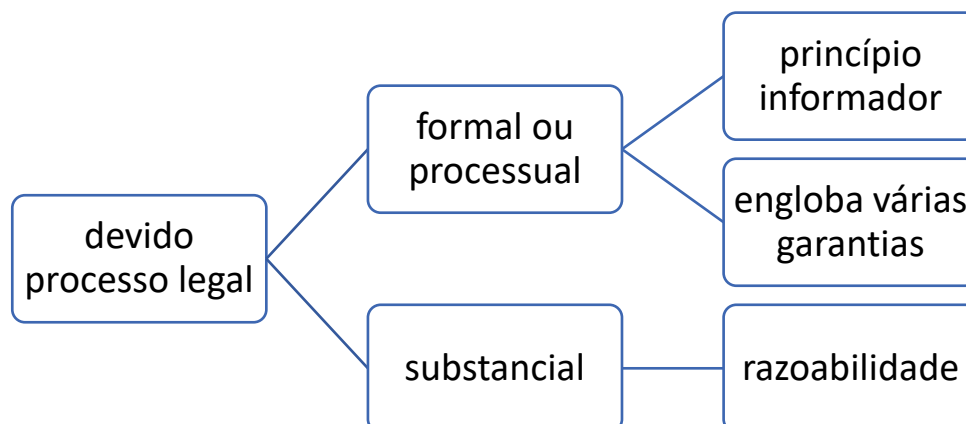 devido
processo legal
formal ou
processual
princípio
informador
engloba várias
garantias
substancial
razoabilidade